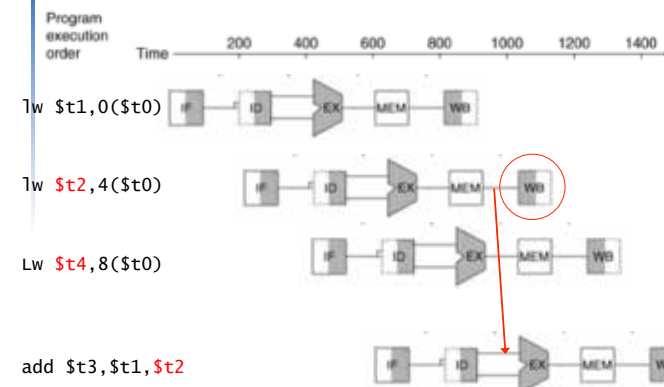 Program
execution
order
Time
200 400 600 800 1000 1200 1400
lw $t1,0($t0)
IF ID EX MEM WB
lw $t2,4($t0)
IF ID EX MEM WB
Lw $t4,8($t0)
IF ID EX MEM WB
add $t3,$t1,$t2
IF ID EX MEM W